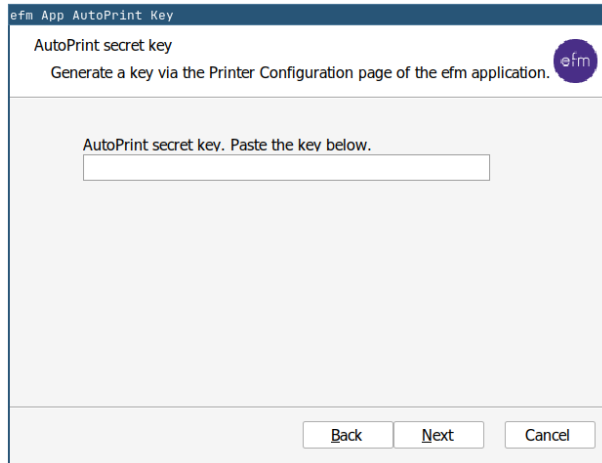 efm App AutoPrint Key
AutoPrint secret key
Generate a key via the Printer Configuration page of the efm application.
efm
AutoPrint secret key. Paste the key below.
Back
Next
Cancel